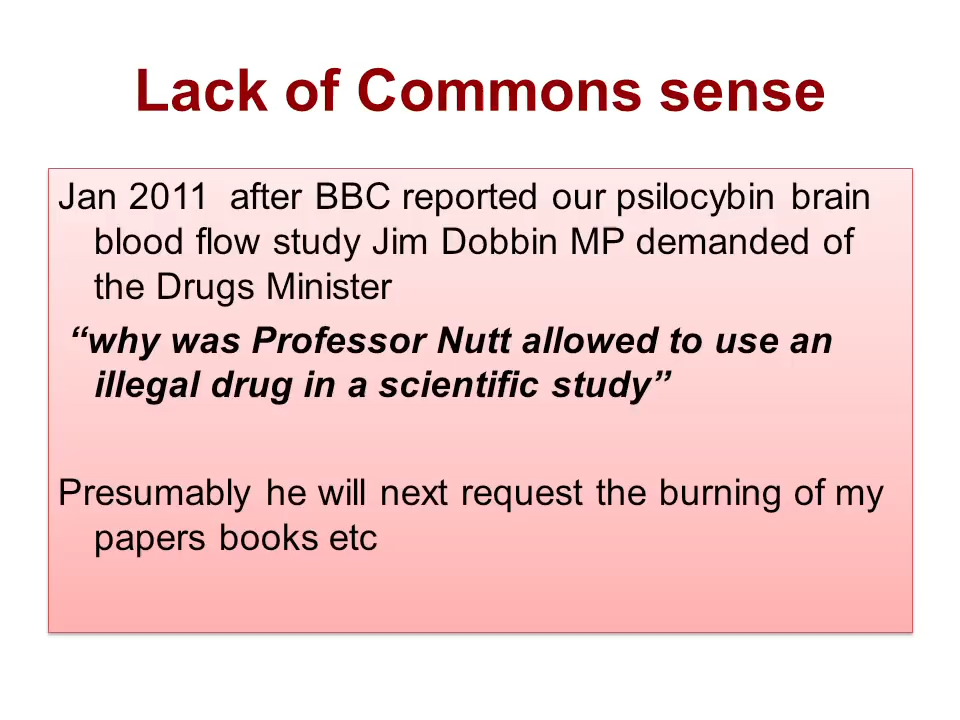 Lack of Commons sense
Jan 2011  after BBC reported our psilocybin brain
blood flow study Jim Dobbin MP demanded of
the Drugs Minister
“why was Professor Nutt allowed to use an
illegal drug in a scientific study”
Presumably he will next request the burning of my
papers books etc